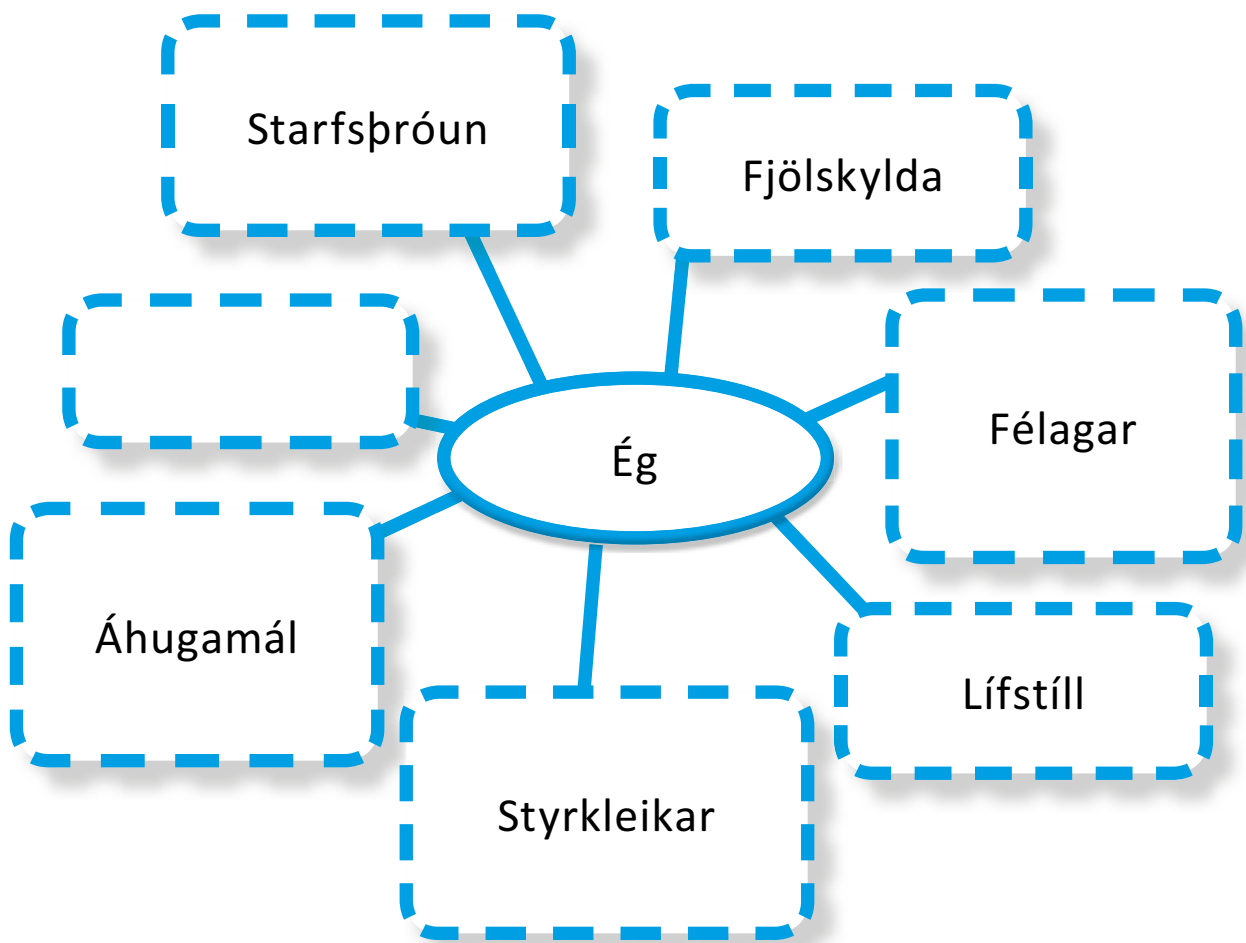 Starfsþróun
Fjölskylda
Félagar
Ég
Áhugamál
Lífstíll
Styrkleikar